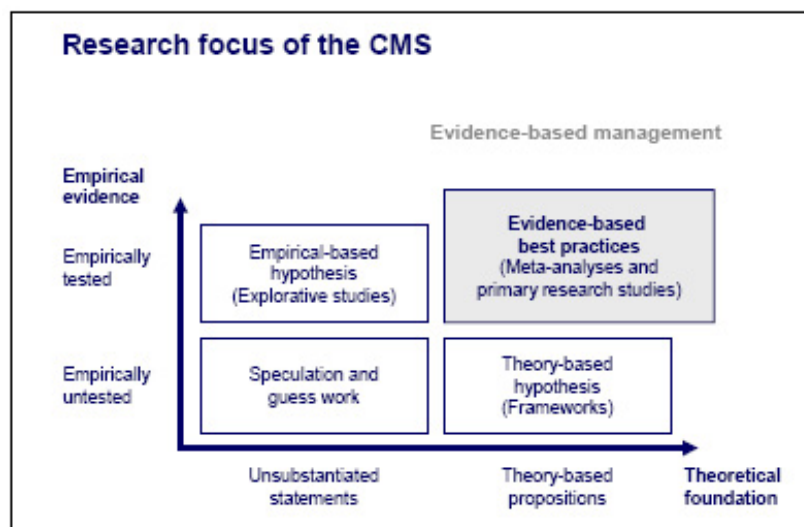 Research focus of the CMS
Evidence-based management
Empirical
evidence
Empirically
tested
Empirical-based
hypothesis
(Explorative studies)
Evidence-based
best practices
(Meta-analyses and
primary research studies)
Empirically
untested
Speculation and
guess work
Theory-based
hypothesis
(Frameworks)
Unsubstantiated
statements
Theory-based
propositions
Theoretical
foundation